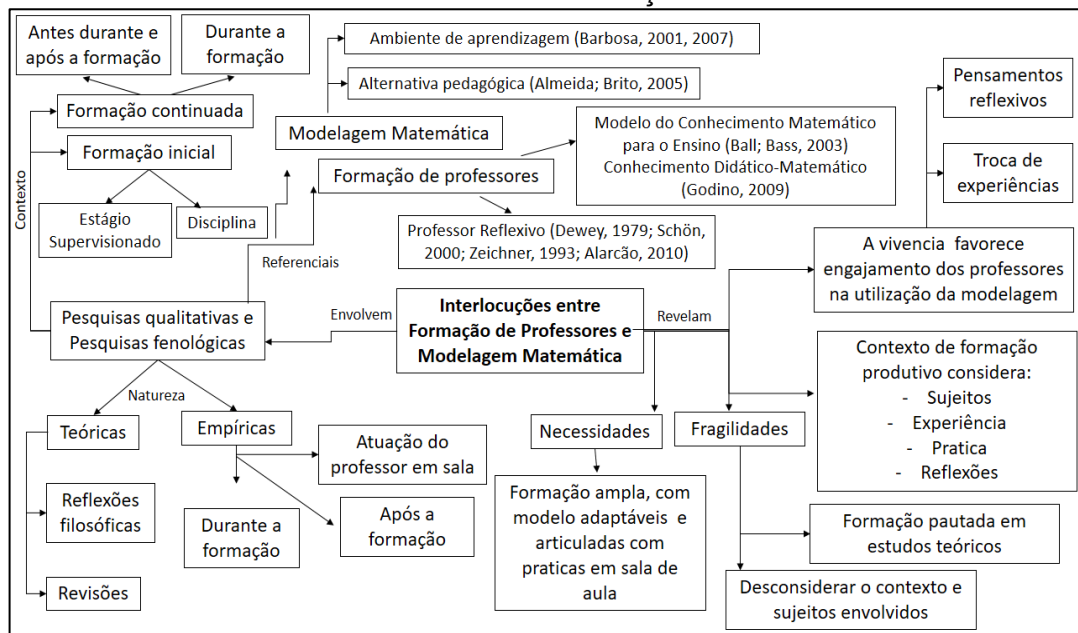 Antes durante e
após a formação
Durante a
formação
Formação continuada
Formação inicial
Estágio
Supervisionado
Disciplina
Contexto
Modelagem Matemática
Ambiente de aprendizagem (Barbosa, 2001, 2007)
Alternativa pedagógica (Almeida; Brito, 2005)
Formação de professores
Modelo do Conhecimento Matemático
para o Ensino (Ball; Bass, 2003)
Conhecimento Didático-Matemático
(Godino, 2009)
Professor Reflexivo (Dewey, 1979; Schön,
2000; Zeichner, 1993; Alarcão, 2010)
Referenciais
Pensamentos
reflexivos
Troca de
experiências
A vivencia favorece
engajamento dos professores
na utilização da modelagem
Pesquisas qualitativas e
Pesquisas fenológicas
Envolvem
Interlocuções entre
Formação de Professores e
Modelagem Matemática
Revelam
Contexto de formação
produtivo considera:
- Sujeitos
- Experiência
- Pratica
- Reflexões
Natureza
Teóricas
Empíricas
Atuação do
professor em sala
Necessidades
Fragilidades
Reflexões
filosóficas
Durante a
formação
Após a
formação
Formação ampla, com
modelo adaptáveis e
articuladas com
praticas em sala de
aula
Formação pautada em
estudos teóricos
Revisões
Desconsiderar o contexto e
sujeitos envolvidos